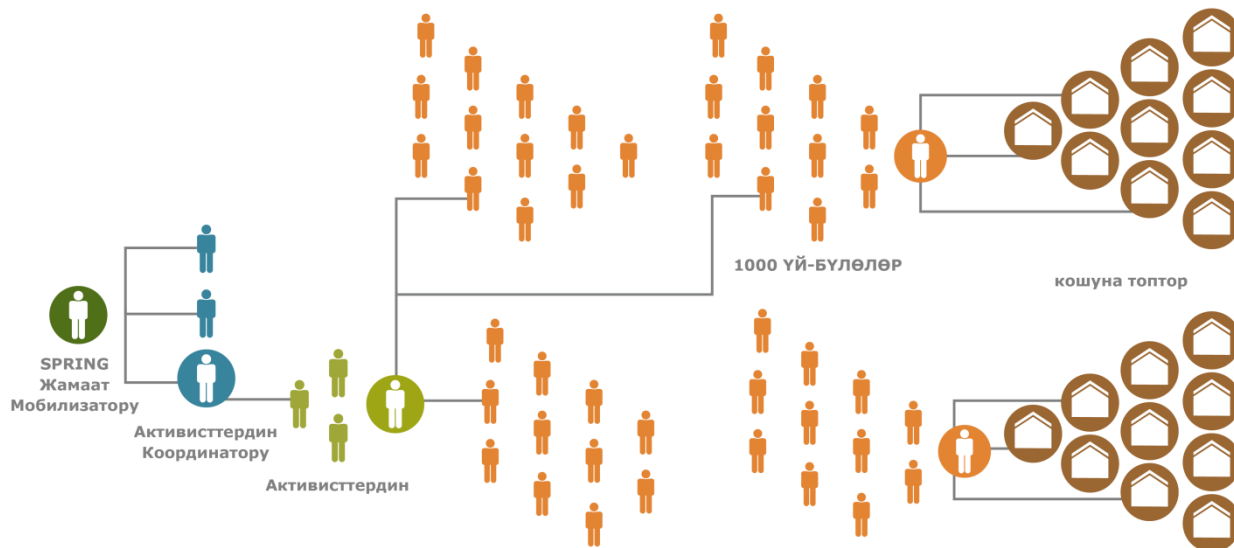 SPRING
Жамаат
Мобилизатору
Активисттердин
Координатору
Активисттердин
1000 ҮЙ-БҮЛӨЛӨР
кошуна топтор